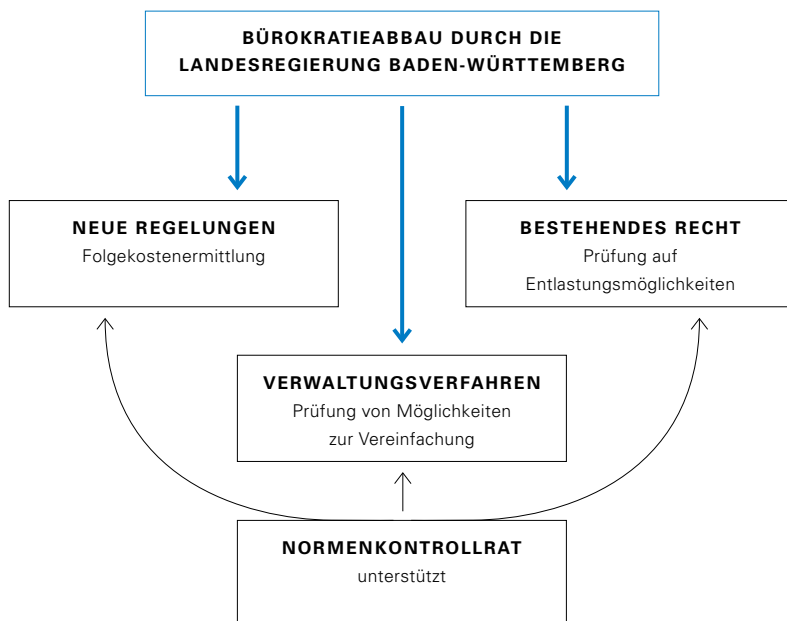 BÜROKRATIEABBAU DURCH DIE
LANDESREGIERUNG BADEN-WÜRTTEMBERG
NEUE REGELUNGEN
Folgekostenermittlung
BESTEHENDES RECHT
Prüfung auf
Entlastungsmöglichkeiten
VERWALTUNGSVERFAHREN
Prüfung von Möglichkeiten
zur Vereinfachung
NORMENKONTROLLRAT
unterstützt